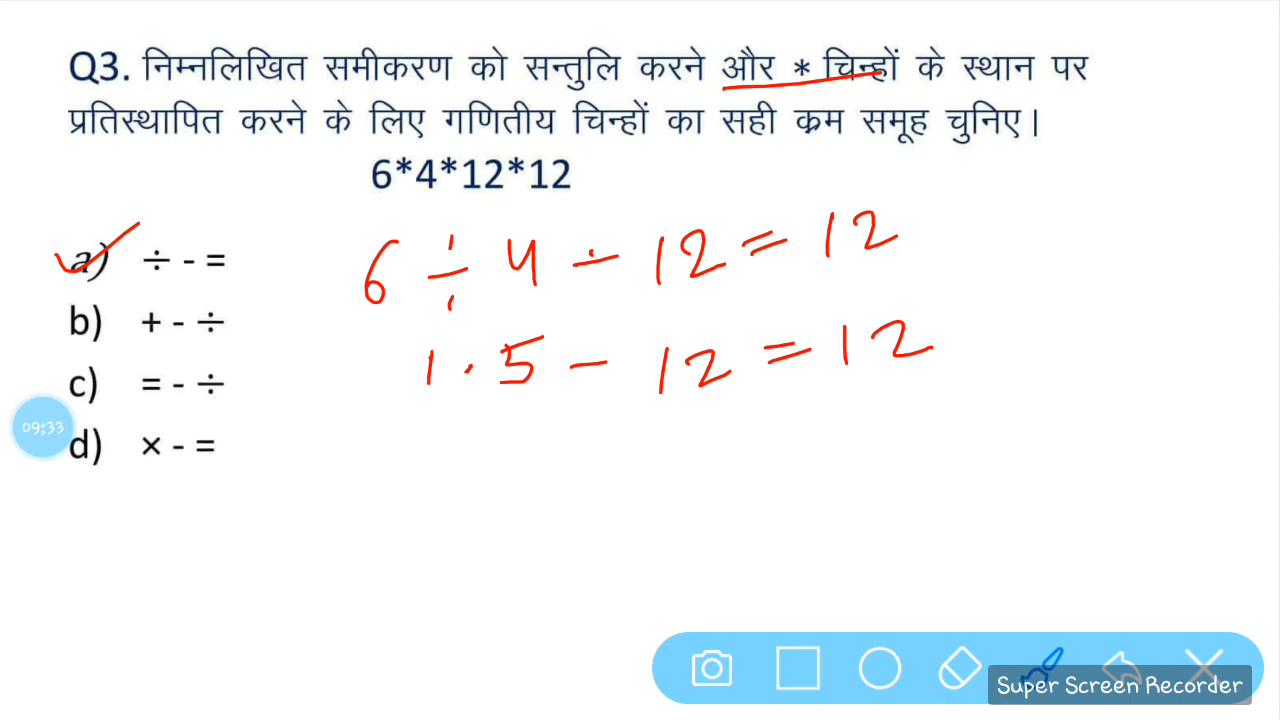 Q3. निम्नलिखित समीकरण को सन्तुलि करने और * चिन्हों के स्थान पर
प्रतिस्थापित करने के लिए गणितीय चिन्हों का सही क्रम समूह चुनिए।
6*4*12*12
a) ÷ - =
b) + - ÷
c) = - ÷
d) × - =
6 ÷ 4 - 12 = 12
1.5 - 12 = 12
09:33
Super Screen Recorder